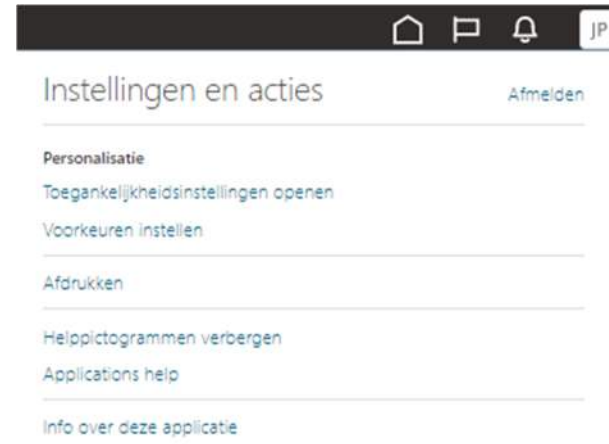 JP
Instellingen en acties
Afmelden
Personalisatie
Toegankelijkheidsinstellingen openen
Voorkeuren instellen
Afdrukken
Helppictogrammen verbergen
Applications help
Info over deze applicatie